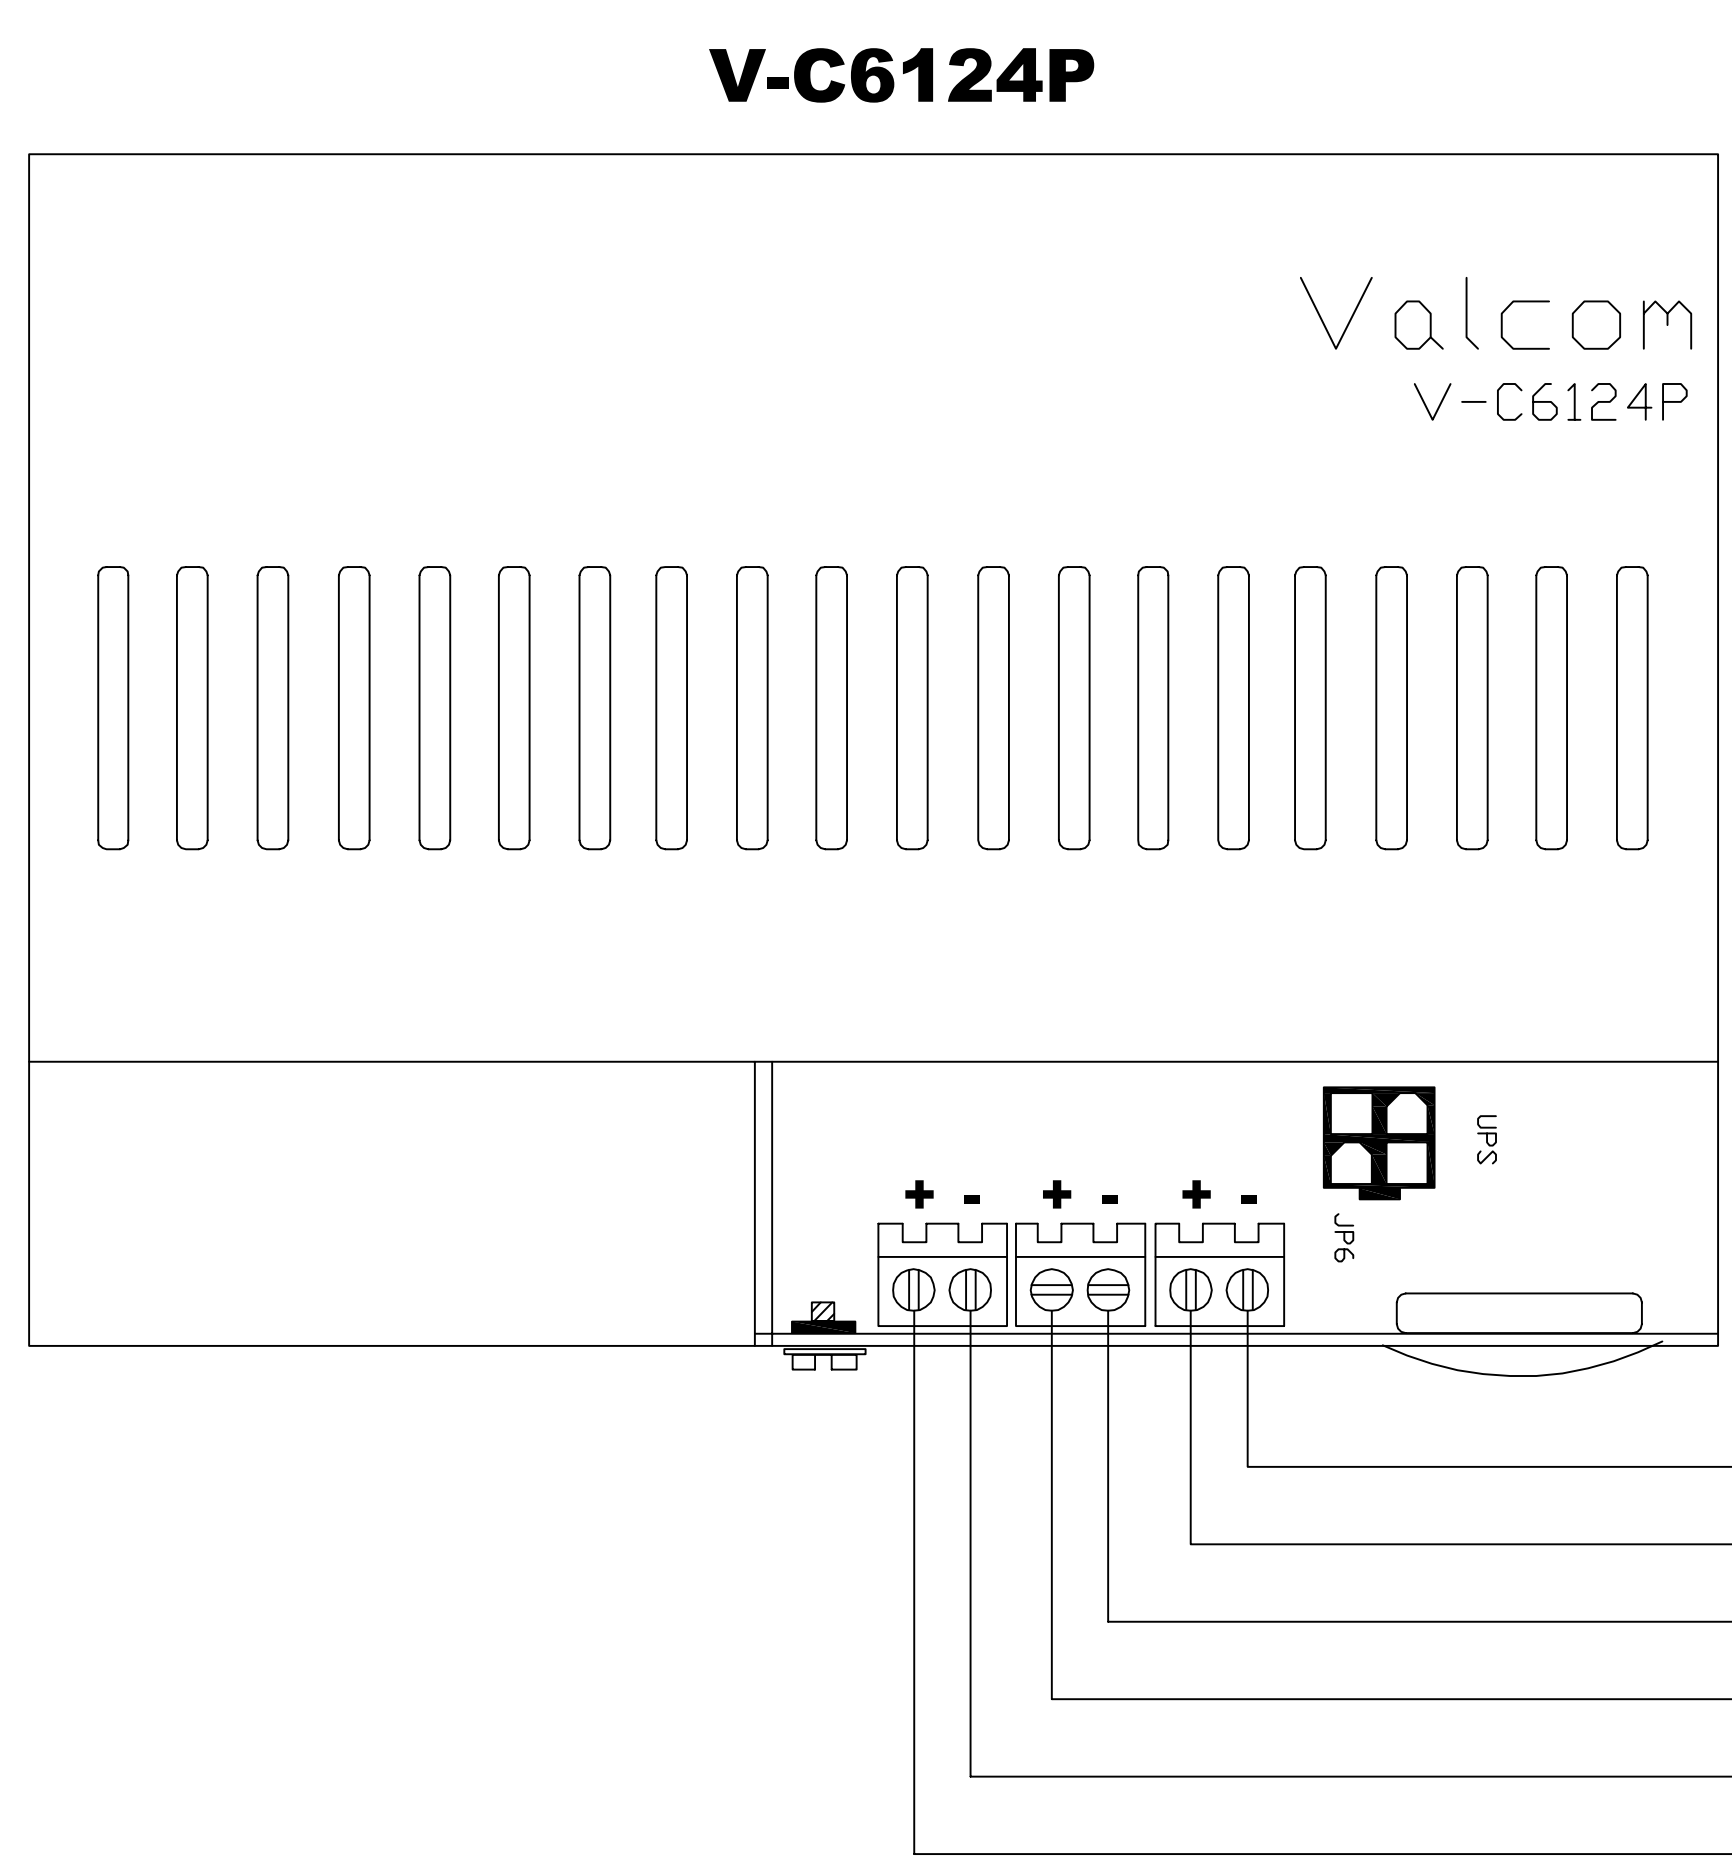 V-C6124P
Valcom
V-C6124P
UPS
+ - + - + -
JP6